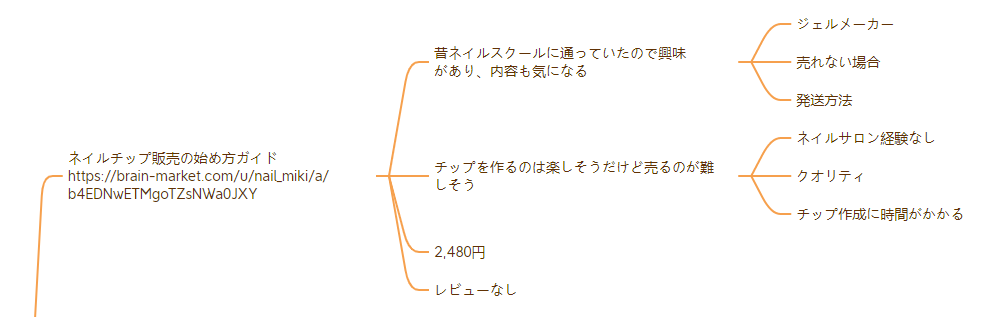 ネイルチップ販売の始め方ガイド
https://brain-market.com/u/nail_miki/a/
b4EDNwETMgoTZsNWa0JXY
昔ネイルスクールに通っていたので興味
があり、内容も気になる
ジェルメーカー
売れない場合
発送方法
チップを作るのは楽しそうだけど売るのが難
しそう
ネイルサロン経験なし
クオリティ
チップ作成に時間がかかる
2,480円
レビューなし